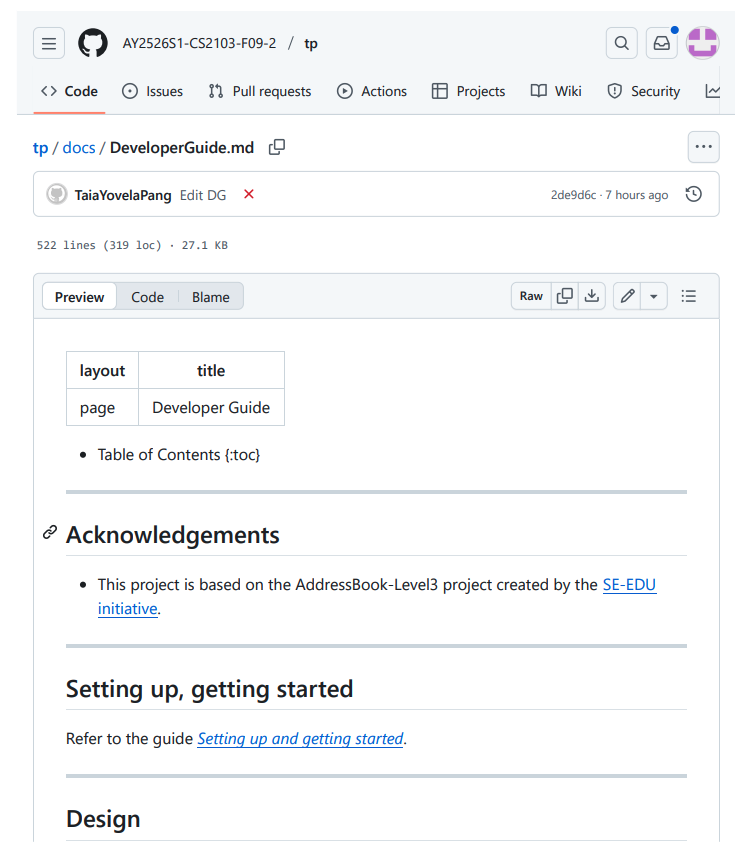 AY2526S1-CS2103-F09-2 / tp
Code Issues Pull requests Actions Projects Wiki Security
tp / docs / DeveloperGuide.md
TaiaYovelaPang Edit DG 2de9d6c · 7 hours ago
522 lines (319 loc) · 27.1 KB
Preview Code Blame Raw
layout title
page Developer Guide
Table of Contents {:toc}
Acknowledgements
This project is based on the AddressBook-Level3 project created by the SE-EDU
initiative.
Setting up, getting started
Refer to the guide Setting up and getting started.
Design